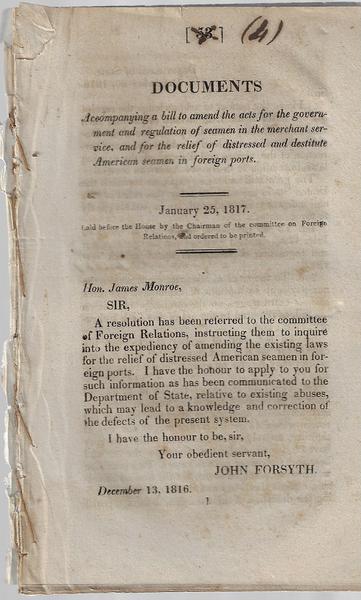 [53] (4)
DOCUMENTS
Accompanying a bill to amend the acts for the govern-
ment and regulation of seamen in the merchant ser-
vice, and for the relief of distressed and destitute
American seamen in foreign ports.
January 25, 1817.
Laid before the House by the Chairman of the committee on Foreign
Relations, and ordered to be printed.
Hon. James Monroe,
SIR,
A resolution has been referred to the committee
of Foreign Relations, instructing them to inquire
into the expediency of amending the existing laws
for the relief of distressed American seamen in for-
eign ports. I have the honour to apply to you for
such information as has been communicated to the
Department of State, relative to existing abuses,
which may lead to a knowledge and correction of
the defects of the present system.
I have the honour to be, sir,
Your obedient servant,
JOHN FORSYTH.
December 13, 1816.
1